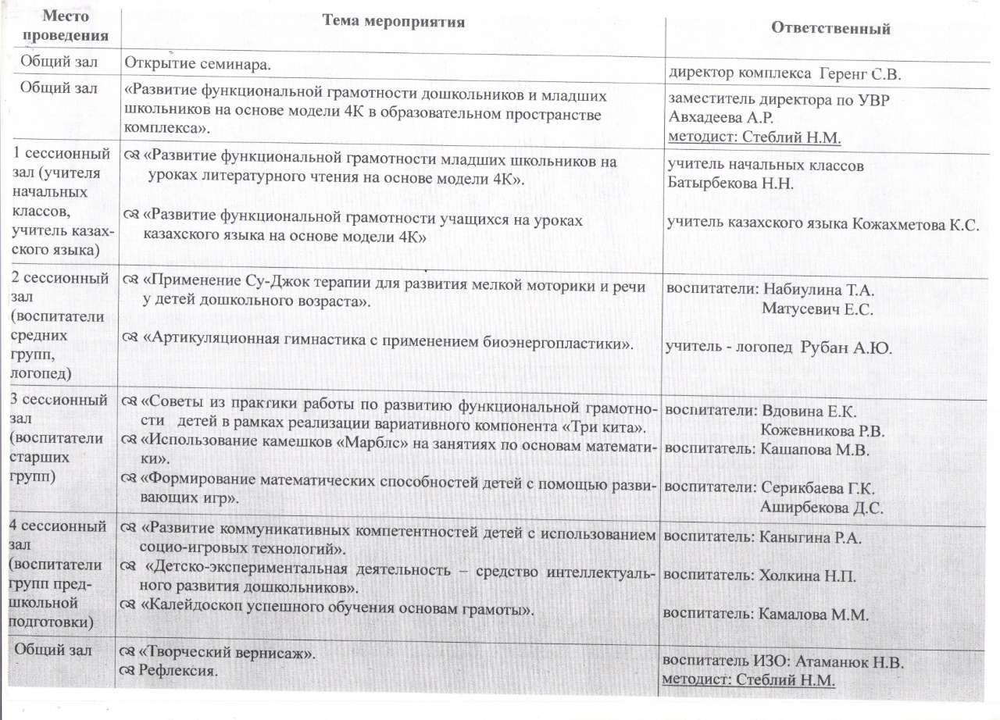 Место
проведения
Тема мероприятия
Ответственный
Общий зал
Открытие семинара.
директор комплекса Геренг С.В.
Общий зал
«Развитие функциональной грамотности дошкольников и младших
школьников на основе модели 4К в образовательном пространстве
комплекса».
заместитель директора по УВР
Авхадеева А.Р.
методист: Стеблий Н.М.
1 сессионный
зал (учителя
начальных
классов,
учитель казах-
ского языка)
«Развитие функциональной грамотности младших школьников на
уроках литературного чтения на основе модели 4К».
«Развитие функциональной грамотности учащихся на уроках
казахского языка на основе модели 4К»
учитель начальных классов
Батырбекова Н.Н.
учитель казахского языка Кожахметова К.С.
2 сессионный
зал
(воспитатели
средних
групп,
логопед)
«Применение Су-Джок терапии для развития мелкой моторики и речи
у детей дошкольного возраста».
«Артикуляционная гимнастика с применением биоэнергопластики».
воспитатели: Набиулина Т.А.
Матусевич Е.С.
учитель - логопед Рубан А.Ю.
3 сессионный
зал
(воспитатели
старших
групп)
«Советы из практики работы по развитию функциональной грамотно-
сти детей в рамках реализации вариативного компонента «Три кита».
«Использование камешков «Марблс» на занятиях по основам математи-
ки».
«Формирование математических способностей детей с помощью разви-
вающих игр».
воспитатели: Вдовина Е.К.
Кожевникова Р.В.
воспитатель: Кашапова М.В.
воспитатели: Серикбаева Г.К.
Аширбекова Д.С.
4 сессионный
зал
(воспитатели
групп пред-
школьной
подготовки)
«Развитие коммуникативных компетентностей детей с использованием
социо-игровых технологий».
«Детско-экспериментальная деятельность – средство интеллектуаль-
ного развития дошкольников».
«Калейдоскоп успешного обучения основам грамоты».
воспитатель: Каныгина Р.А.
воспитатель: Холкина Н.П.
воспитатель: Камалова М.М.
Общий зал
«Творческий вернисаж».
Рефлексия.
воспитатель ИЗО: Атаманюк Н.В.
методист: Стеблий Н.М.